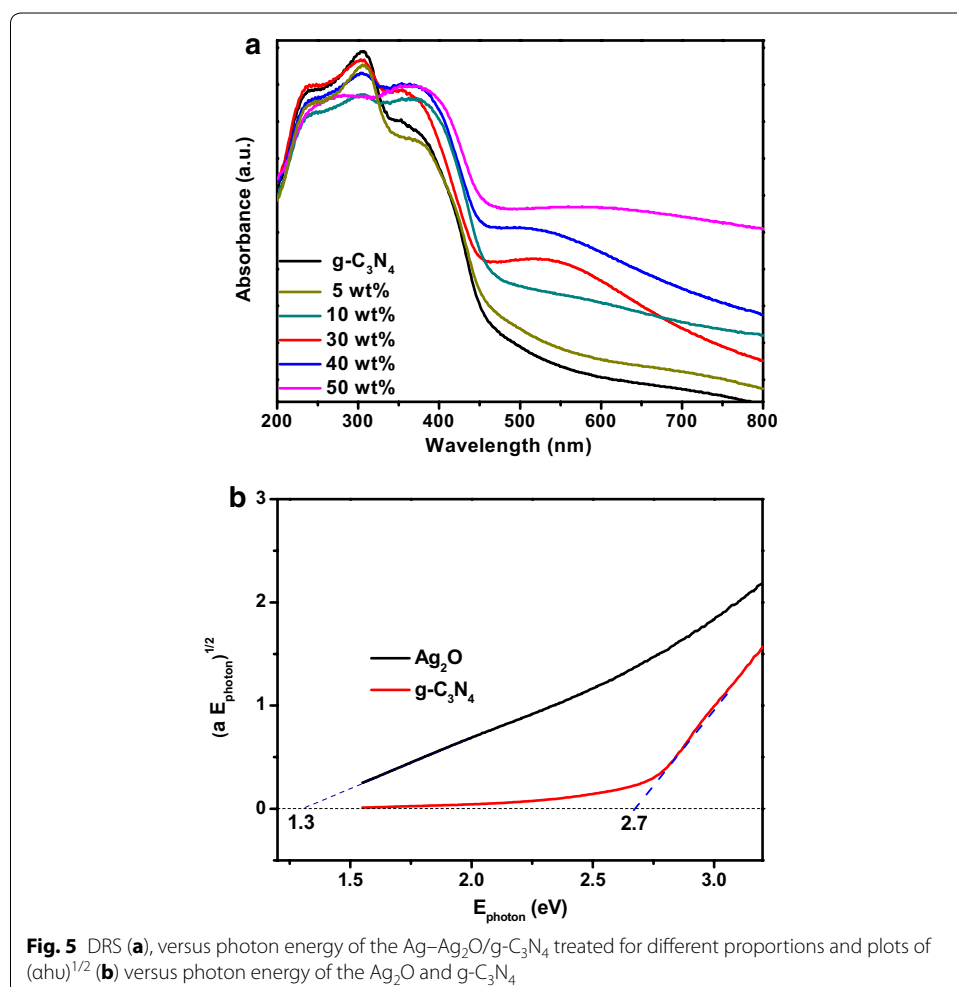 a
Absorbance (a.u.)
g-C₃N₄
5 wt%
10 wt%
30 wt%
40 wt%
50 wt%
200 300 400 500 600 700 800
Wavelength (nm)
b
(a E_photon)^1/2
3
2
1
0
Ag₂O
g-C₃N₄
1.3
2.7
1.5 2.0 2.5 3.0
E_photon (eV)
Fig. 5 DRS (a), versus photon energy of the Ag–Ag₂O/g-C₃N₄ treated for different proportions and plots of
(αhυ)^1/2 (b) versus photon energy of the Ag₂O and g-C₃N₄